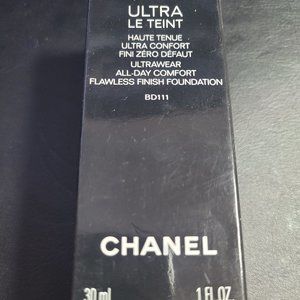 ULTRA
LE TEINT
HAUTE TENUE
ULTRA CONFORT
FINI ZÉRO DÉFAUT
ULTRAWEAR
ALL-DAY COMFORT
FLAWLESS FINISH FOUNDATION
BD111
CHANEL
30 ml 1 FL OZ